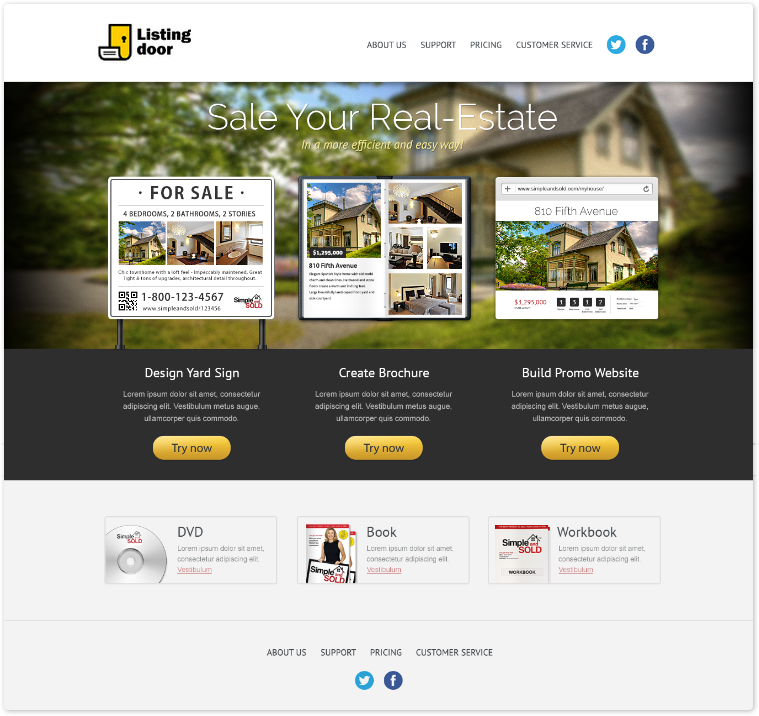 Listing
door
ABOUT US SUPPORT PRICING CUSTOMER SERVICE
Sale Your Real-Estate
In a more efficient and easy way!
· FOR SALE ·
4 BEDROOMS, 2 BATHROOMS, 2 STORIES
Chic townhome with a loft feel - Impeccably maintained. Great
light & tons of upgrades, architectural detail throughout.
1-800-123-4567
www.simpleandsold/123456
Simple and
SOLD
$1,295,000
810 Fifth Avenue
www.simpleandsold.com/myhouse/
810 Fifth Avenue
$1,295,000
Design Yard Sign
Lorem ipsum dolor sit amet, consectetur
adipiscing elit. Vestibulum metus augue,
ullamcorper quis commodo.
Try now
Create Brochure
Lorem ipsum dolor sit amet, consectetur
adipiscing elit. Vestibulum metus augue,
ullamcorper quis commodo.
Try now
Build Promo Website
Lorem ipsum dolor sit amet, consectetur
adipiscing elit. Vestibulum metus augue,
ullamcorper quis commodo.
Try now
Simple and
SOLD
DVD
Lorem ipsum dolor sit amet,
consectetur adipiscing elit.
Vestibulum
Simple and
SOLD
Book
Lorem ipsum dolor sit amet,
consectetur adipiscing elit.
Vestibulum
Simple and
SOLD
WORKBOOK
Workbook
Lorem ipsum dolor sit amet,
consectetur adipiscing elit.
Vestibulum
ABOUT US SUPPORT PRICING CUSTOMER SERVICE